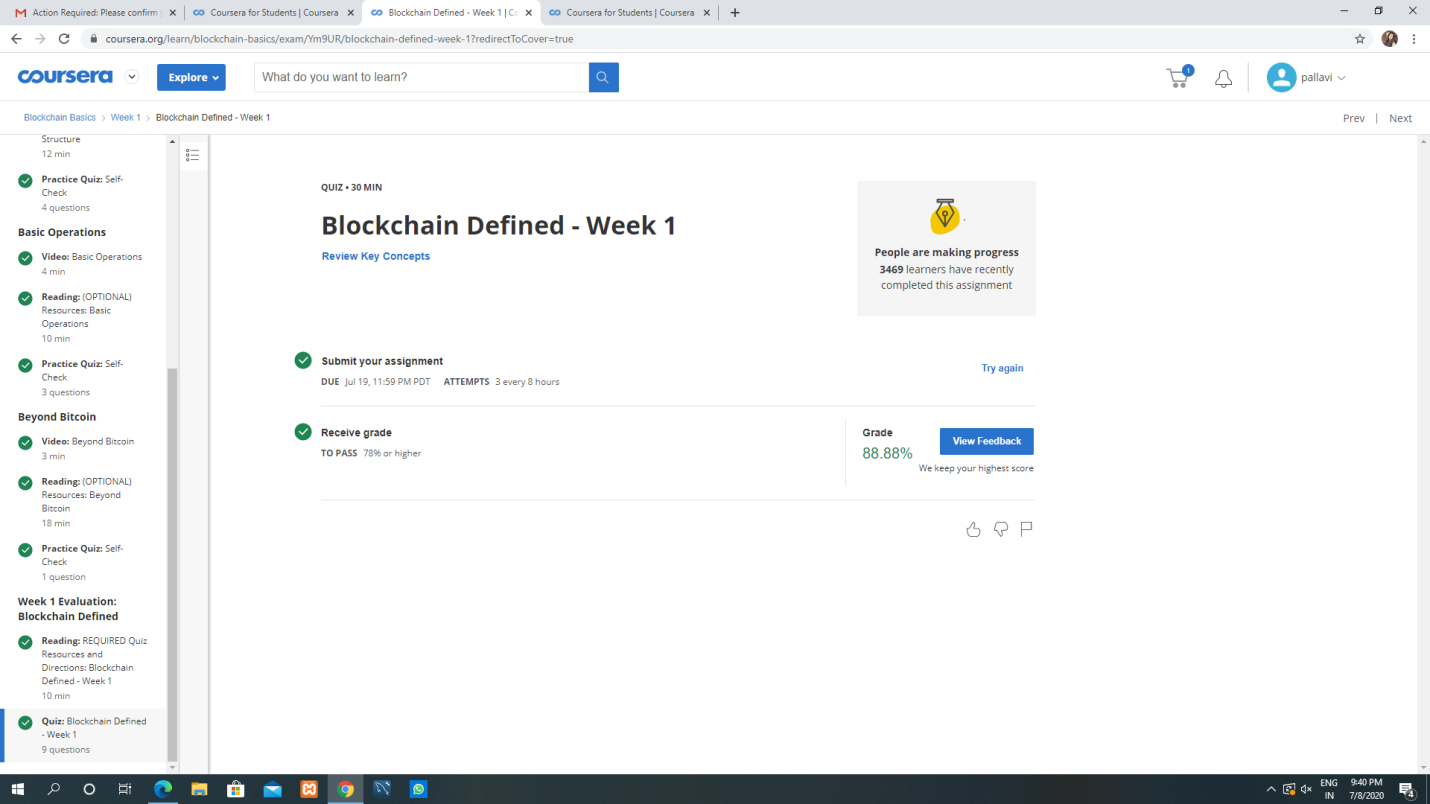 Action Required: Please confirm
Coursera for Students | Coursera
Blockchain Defined - Week 1 | Co
Coursera for Students | Coursera
coursera.org/learn/blockchain-basics/exam/Ym9UR/blockchain-defined-week-1?redirectToCover=true
coursera
Explore
What do you want to learn?
1
pallavi
Blockchain Basics > Week 1 > Blockchain Defined - Week 1
Prev | Next
Structure
12 min
Practice Quiz: Self-
Check
4 questions
Basic Operations
Video: Basic Operations
4 min
Reading: (OPTIONAL)
Resources: Basic
Operations
10 min
Practice Quiz: Self-
Check
3 questions
Beyond Bitcoin
Video: Beyond Bitcoin
3 min
Reading: (OPTIONAL)
Resources: Beyond
Bitcoin
18 min
Practice Quiz: Self-
Check
1 question
Week 1 Evaluation:
Blockchain Defined
Reading: REQUIRED Quiz
Resources and
Directions: Blockchain
Defined - Week 1
10 min
Quiz: Blockchain Defined
- Week 1
9 questions
QUIZ • 30 MIN
Blockchain Defined - Week 1
Review Key Concepts
People are making progress
3469 learners have recently
completed this assignment
Submit your assignment
DUE Jul 19, 11:59 PM PDT ATTEMPTS 3 every 8 hours
Try again
Receive grade
TO PASS 78% or higher
Grade
88.88%
View Feedback
We keep your highest score
ENG
IN
9:40 PM
7/8/2020
4